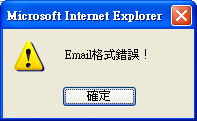 Microsoft Internet Explorer
Email格式錯誤！
確定